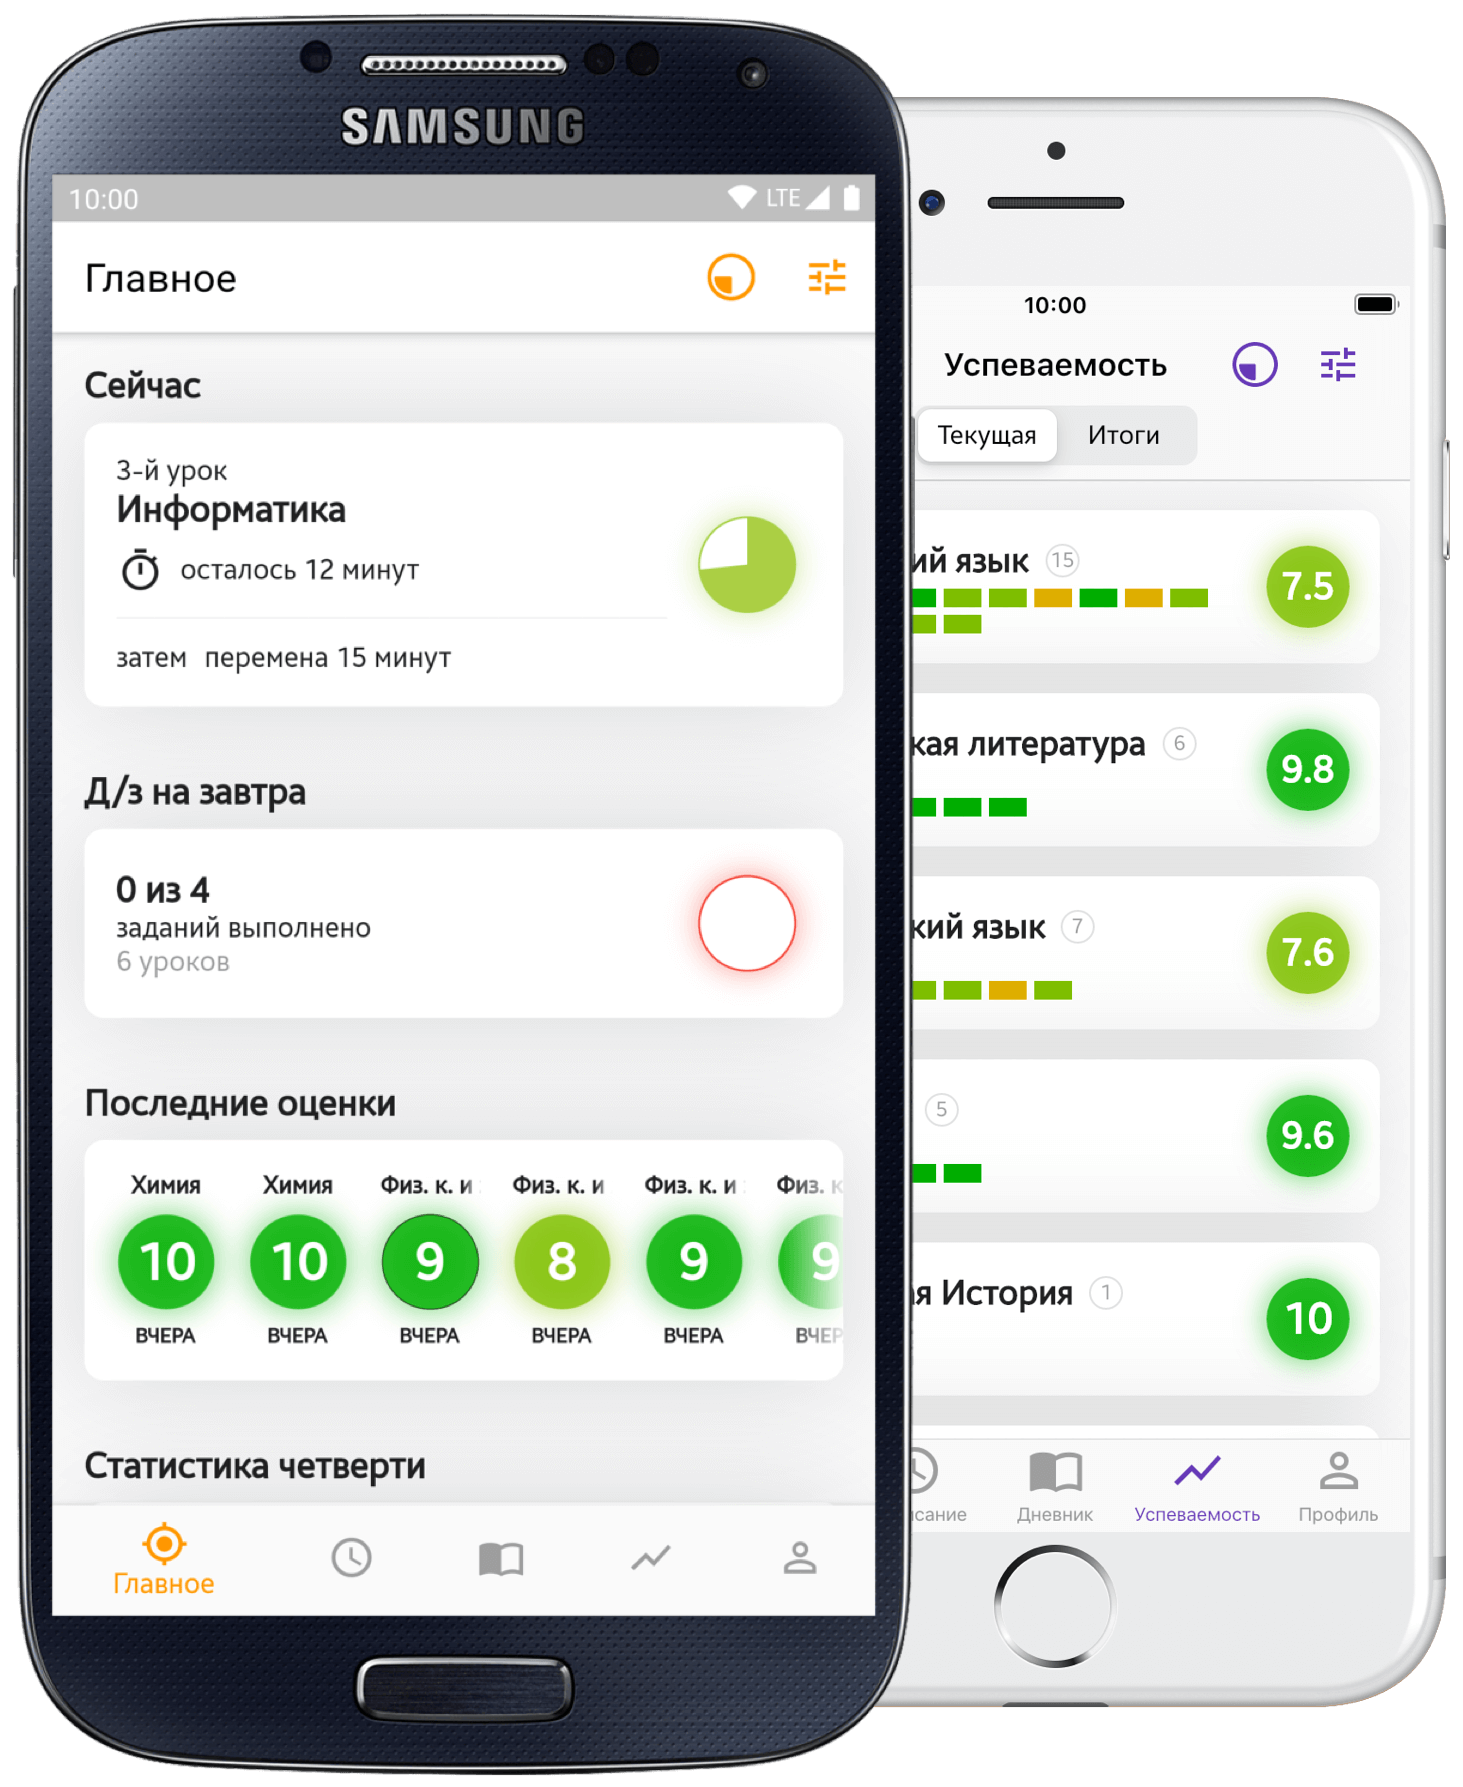 SAMSUNG
10:00
LTE
Главное
Сейчас
3-й урок
Информатика
осталось 12 минут
затем перемена 15 минут
Д/з на завтра
0 из 4
заданий выполнено
6 уроков
Последние оценки
Химия Химия Физ. к. и Физ. к. и Физ. к. и Физ. к
10 10 9 8 9 9
ВЧЕРА ВЧЕРА ВЧЕРА ВЧЕРА ВЧЕРА ВЧЕР
Статистика четверти
Главное
10:00
Успеваемость
Текущая Итоги
ий язык 15
7.5
кая литература 6
9.8
кий язык 7
7.6
5
9.6
я История 1
10
сание Дневник Успеваемость Профиль